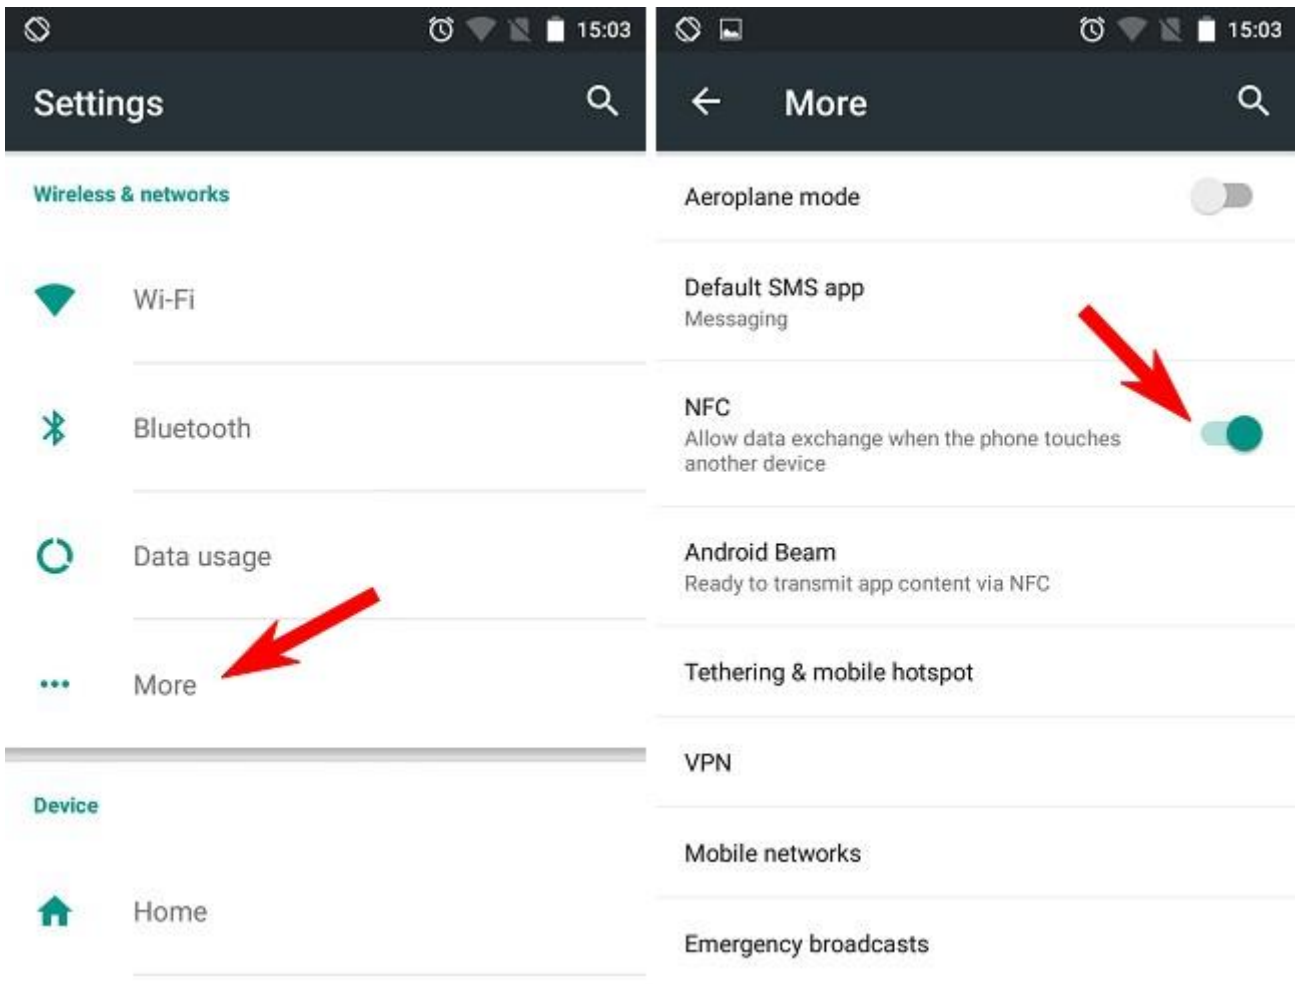 15:03
Settings
Wireless & networks
Wi-Fi
Bluetooth
Data usage
More
Device
Home
15:03
More
Aeroplane mode
Default SMS app
Messaging
NFC
Allow data exchange when the phone touches
another device
Android Beam
Ready to transmit app content via NFC
Tethering & mobile hotspot
VPN
Mobile networks
Emergency broadcasts